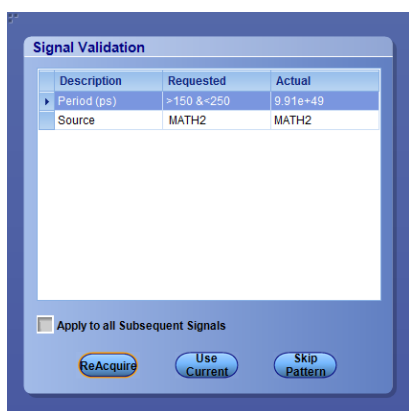 Signal Validation
Description Requested Actual
Period (ps) >150 &<250 9.91e+49
Source MATH2 MATH2
Apply to all Subsequent Signals
ReAcquire
Use
Current
Skip
Pattern